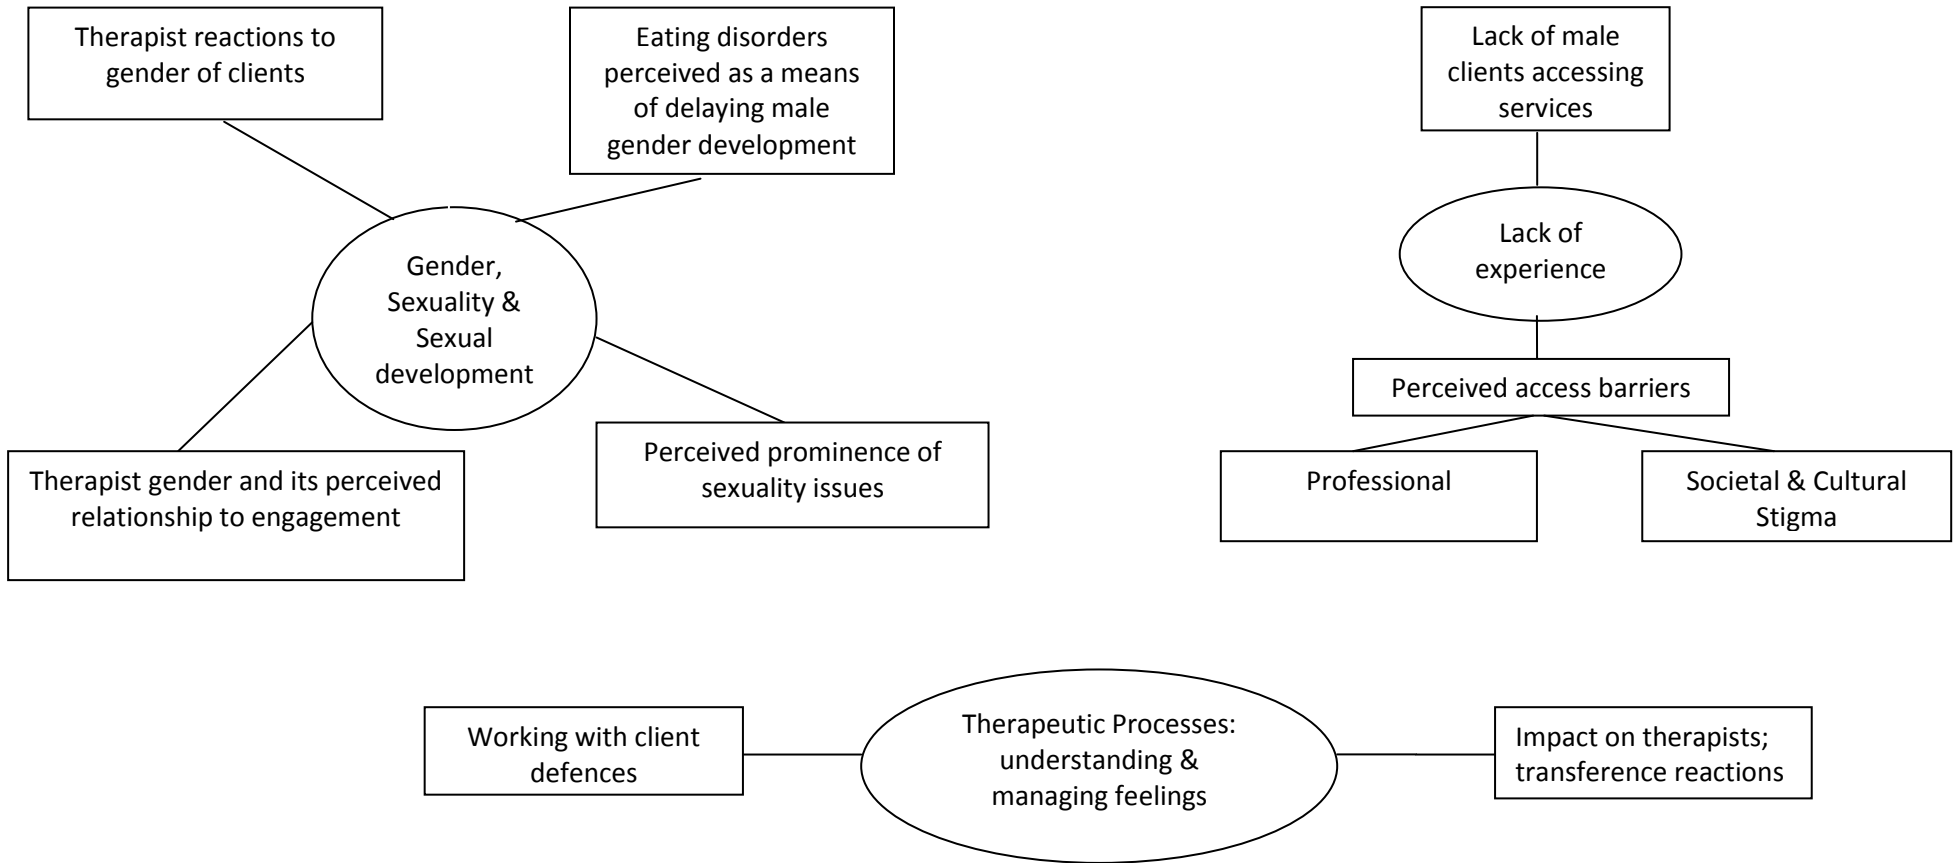 Therapist reactions to
gender of clients
Eating disorders
perceived as a means
of delaying male
gender development
Gender,
Sexuality &
Sexual
development
Therapist gender and its perceived
relationship to engagement
Perceived prominence of
sexuality issues
Lack of male
clients accessing
services
Lack of
experience
Perceived access barriers
Professional
Societal & Cultural
Stigma
Working with client
defences
Therapeutic Processes:
understanding &
managing feelings
Impact on therapists;
transference reactions